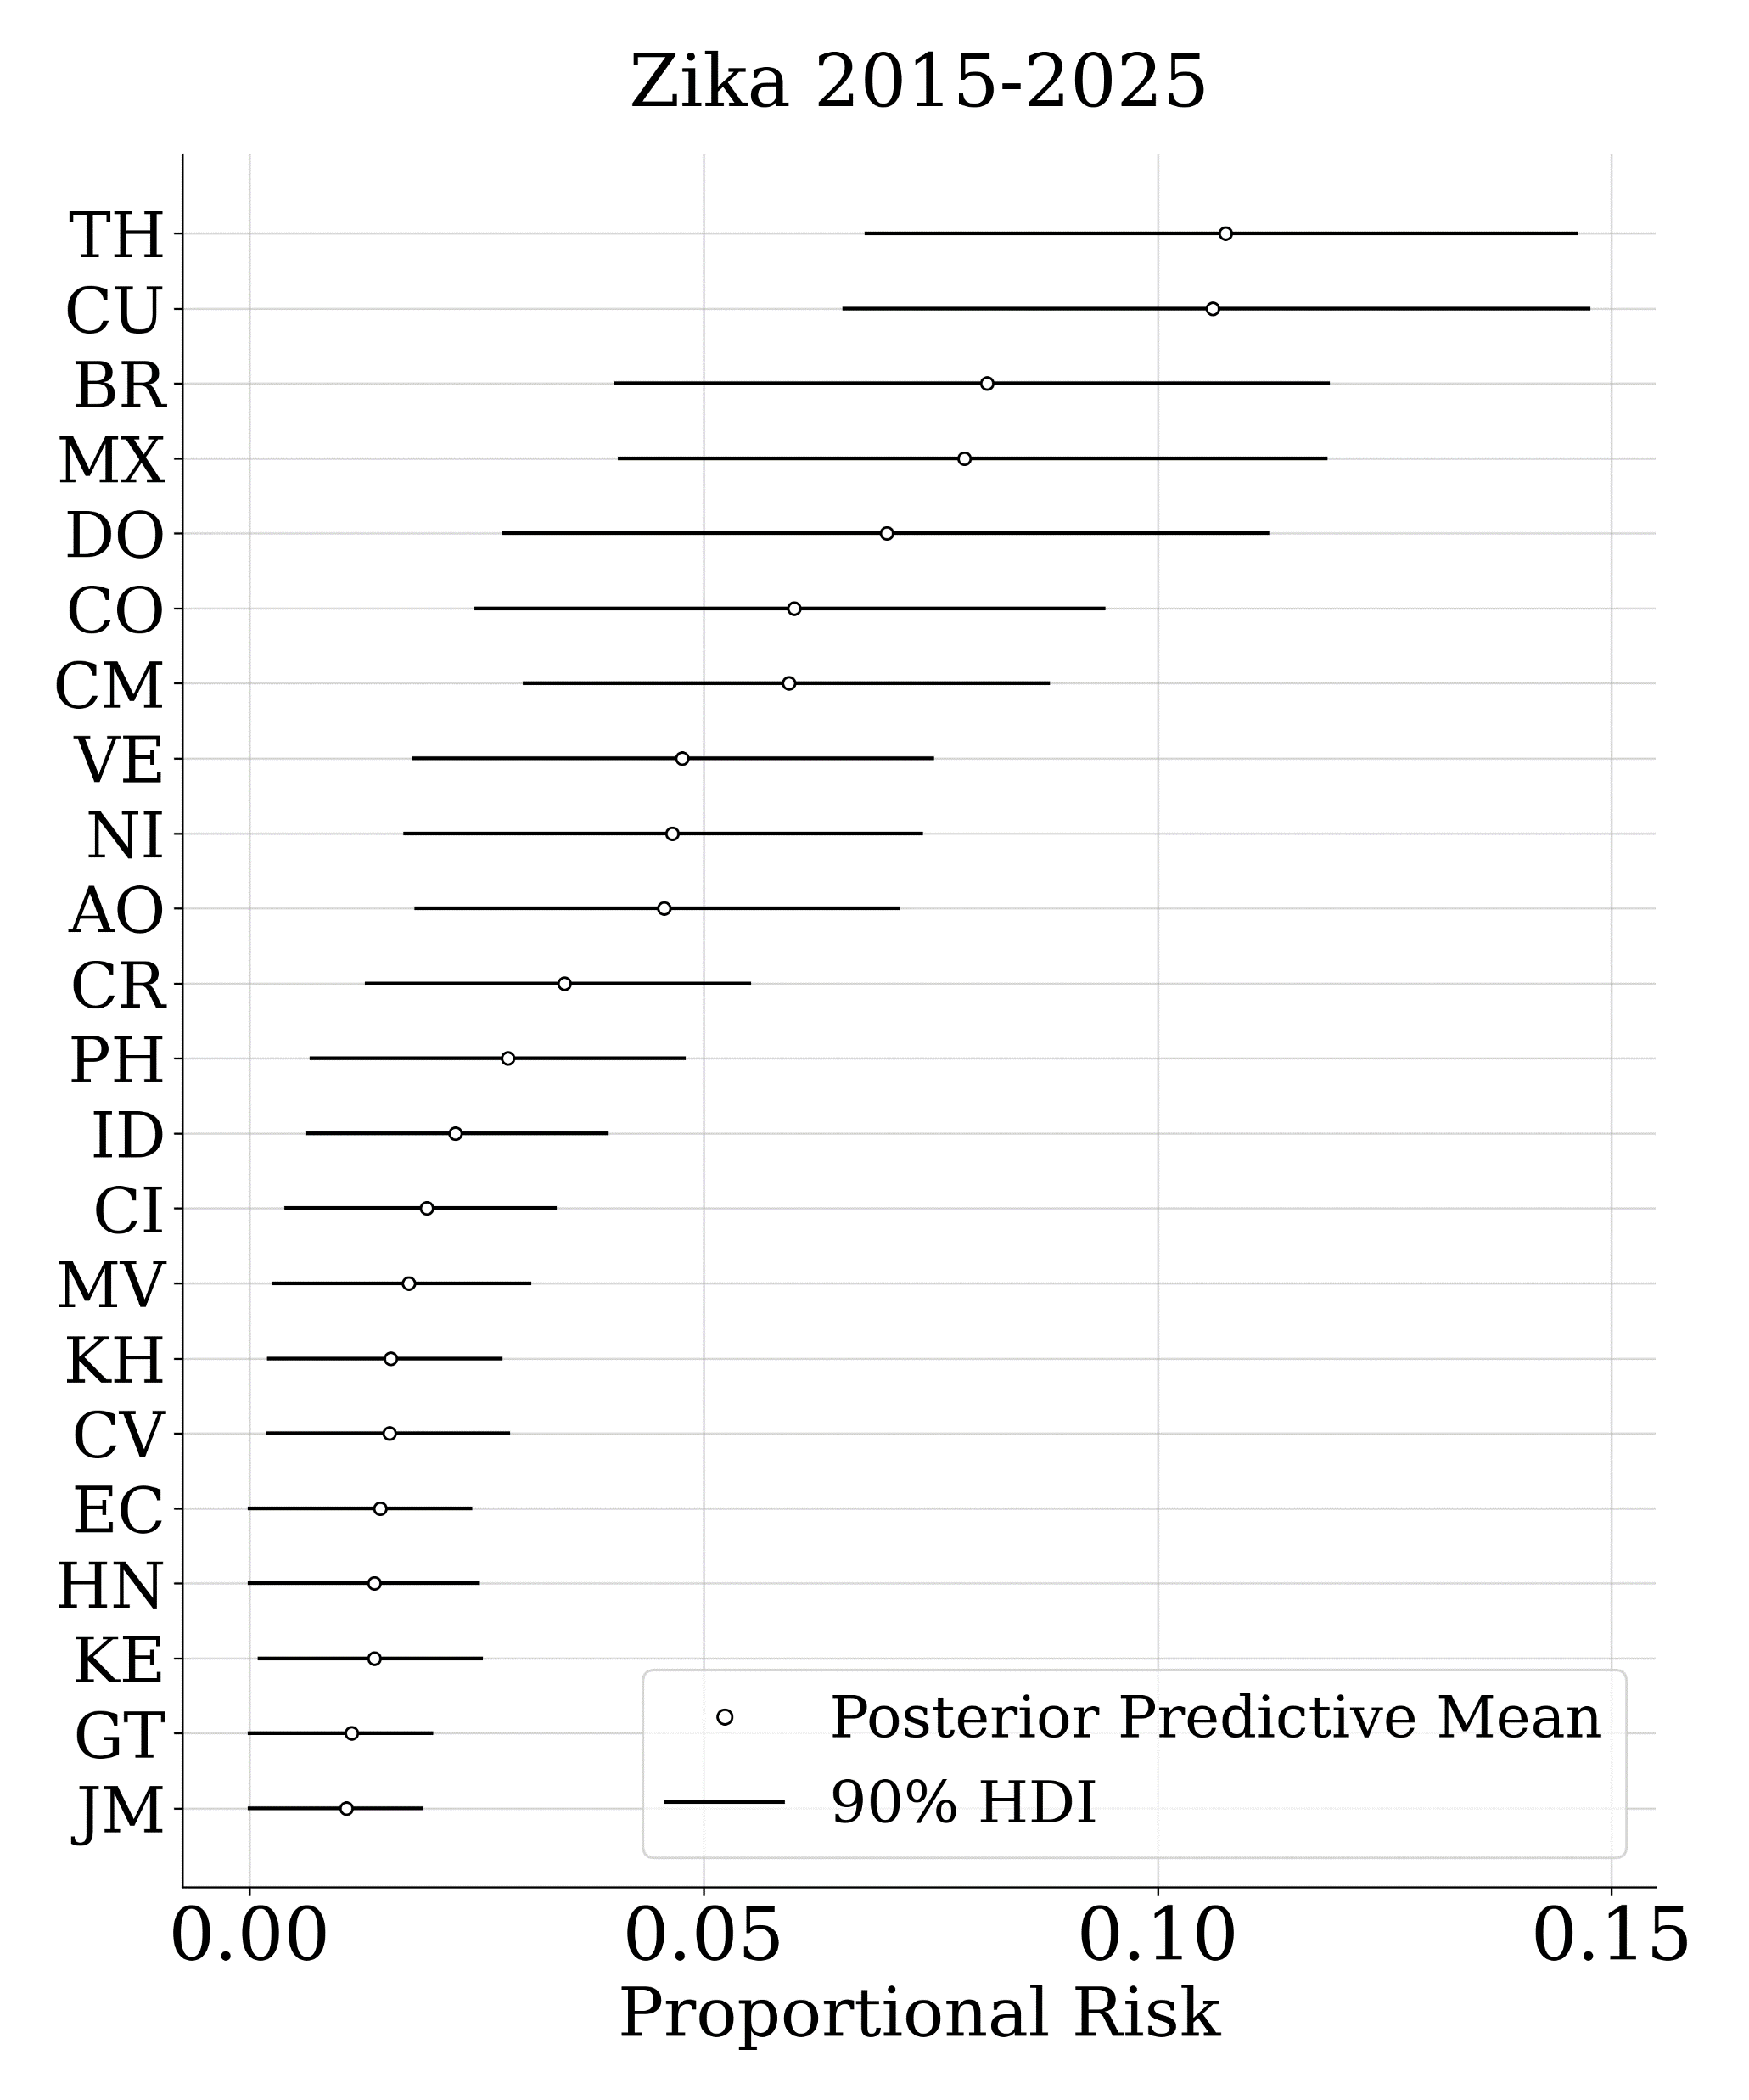 Zika 2015-2025
TH
CU
BR
MX
DO
CO
CM
VE
NI
AO
CR
PH
ID
CI
MV
KH
CV
EC
HN
KE
GT
JM
Posterior Predictive Mean
90% HDI
0.00 0.05 0.10 0.15
Proportional Risk